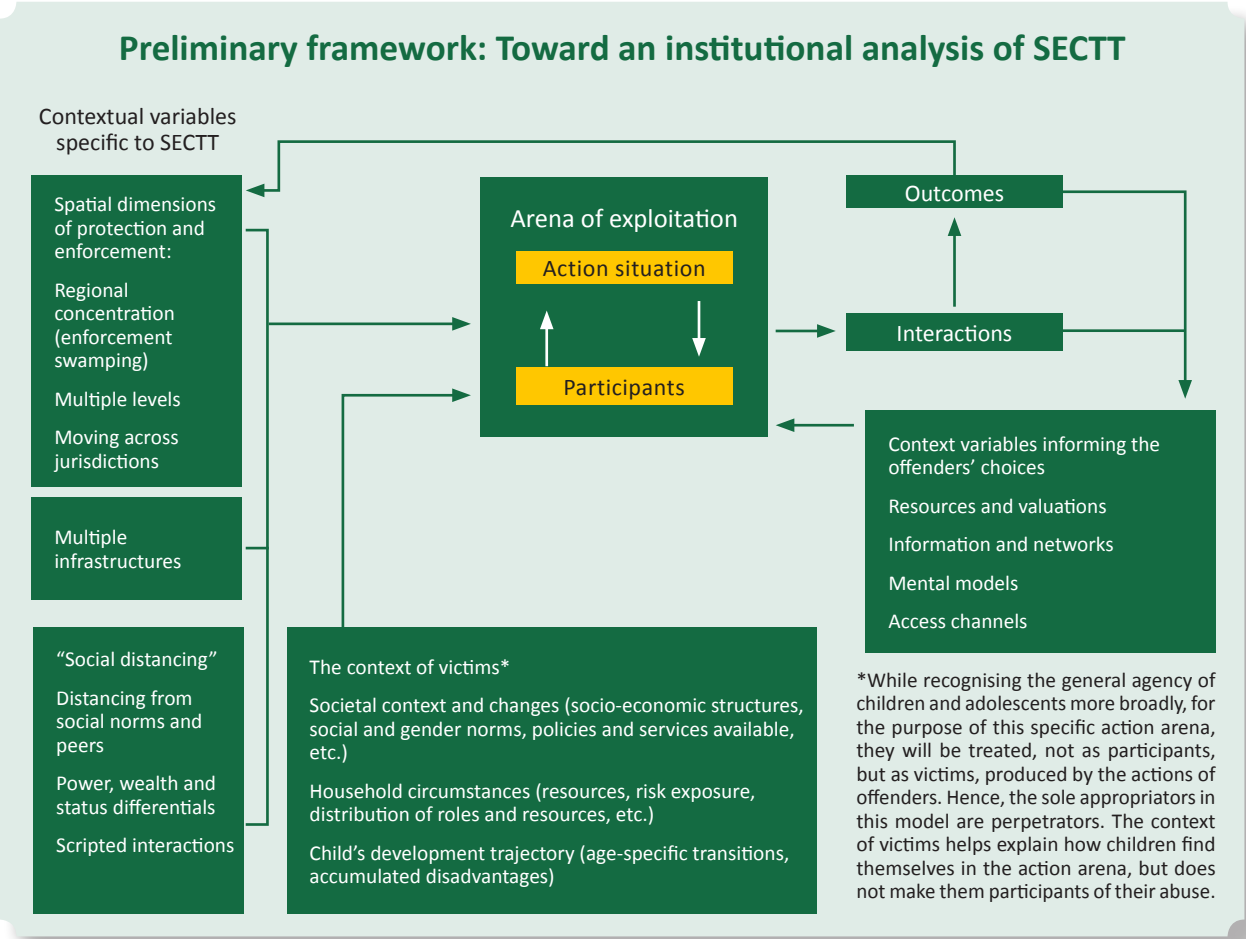 Preliminary framework: Toward an institutional analysis of SECTT
Contextual variables
specific to SECTT
Spatial dimensions
of protection and
enforcement:
Regional
concentration
(enforcement
swamping)
Multiple levels
Moving across
jurisdictions
Multiple
infrastructures
“Social distancing”
Distancing from
social norms and
peers
Power, wealth and
status differentials
Scripted interactions
Arena of exploitation
Action situation
Participants
The context of victims*
Societal context and changes (socio-economic structures,
social and gender norms, policies and services available,
etc.)
Household circumstances (resources, risk exposure,
distribution of roles and resources, etc.)
Child’s development trajectory (age-specific transitions,
accumulated disadvantages)
Outcomes
Interactions
Context variables informing the
offenders’ choices
Resources and valuations
Information and networks
Mental models
Access channels
*While recognising the general agency of
children and adolescents more broadly, for
the purpose of this specific action arena,
they will be treated, not as participants,
but as victims, produced by the actions of
offenders. Hence, the sole appropriators in
this model are perpetrators. The context
of victims helps explain how children find
themselves in the action arena, but does
not make them participants of their abuse.